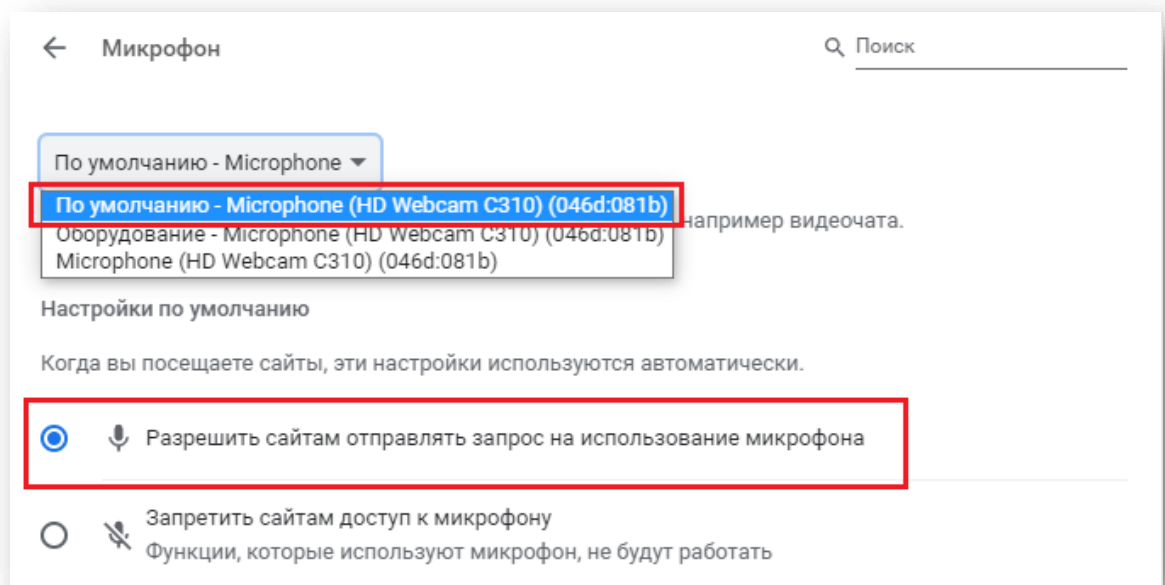 Микрофон
Поиск
По умолчанию - Microphone
По умолчанию - Microphone (HD Webcam C310) (046d:081b)
например видеочата.
Оборудование - Microphone (HD Webcam C310) (046d:081b)
Microphone (HD Webcam C310) (046d:081b)
Настройки по умолчанию
Когда вы посещаете сайты, эти настройки используются автоматически.
Разрешить сайтам отправлять запрос на использование микрофона
Запретить сайтам доступ к микрофону
Функции, которые используют микрофон, не будут работать